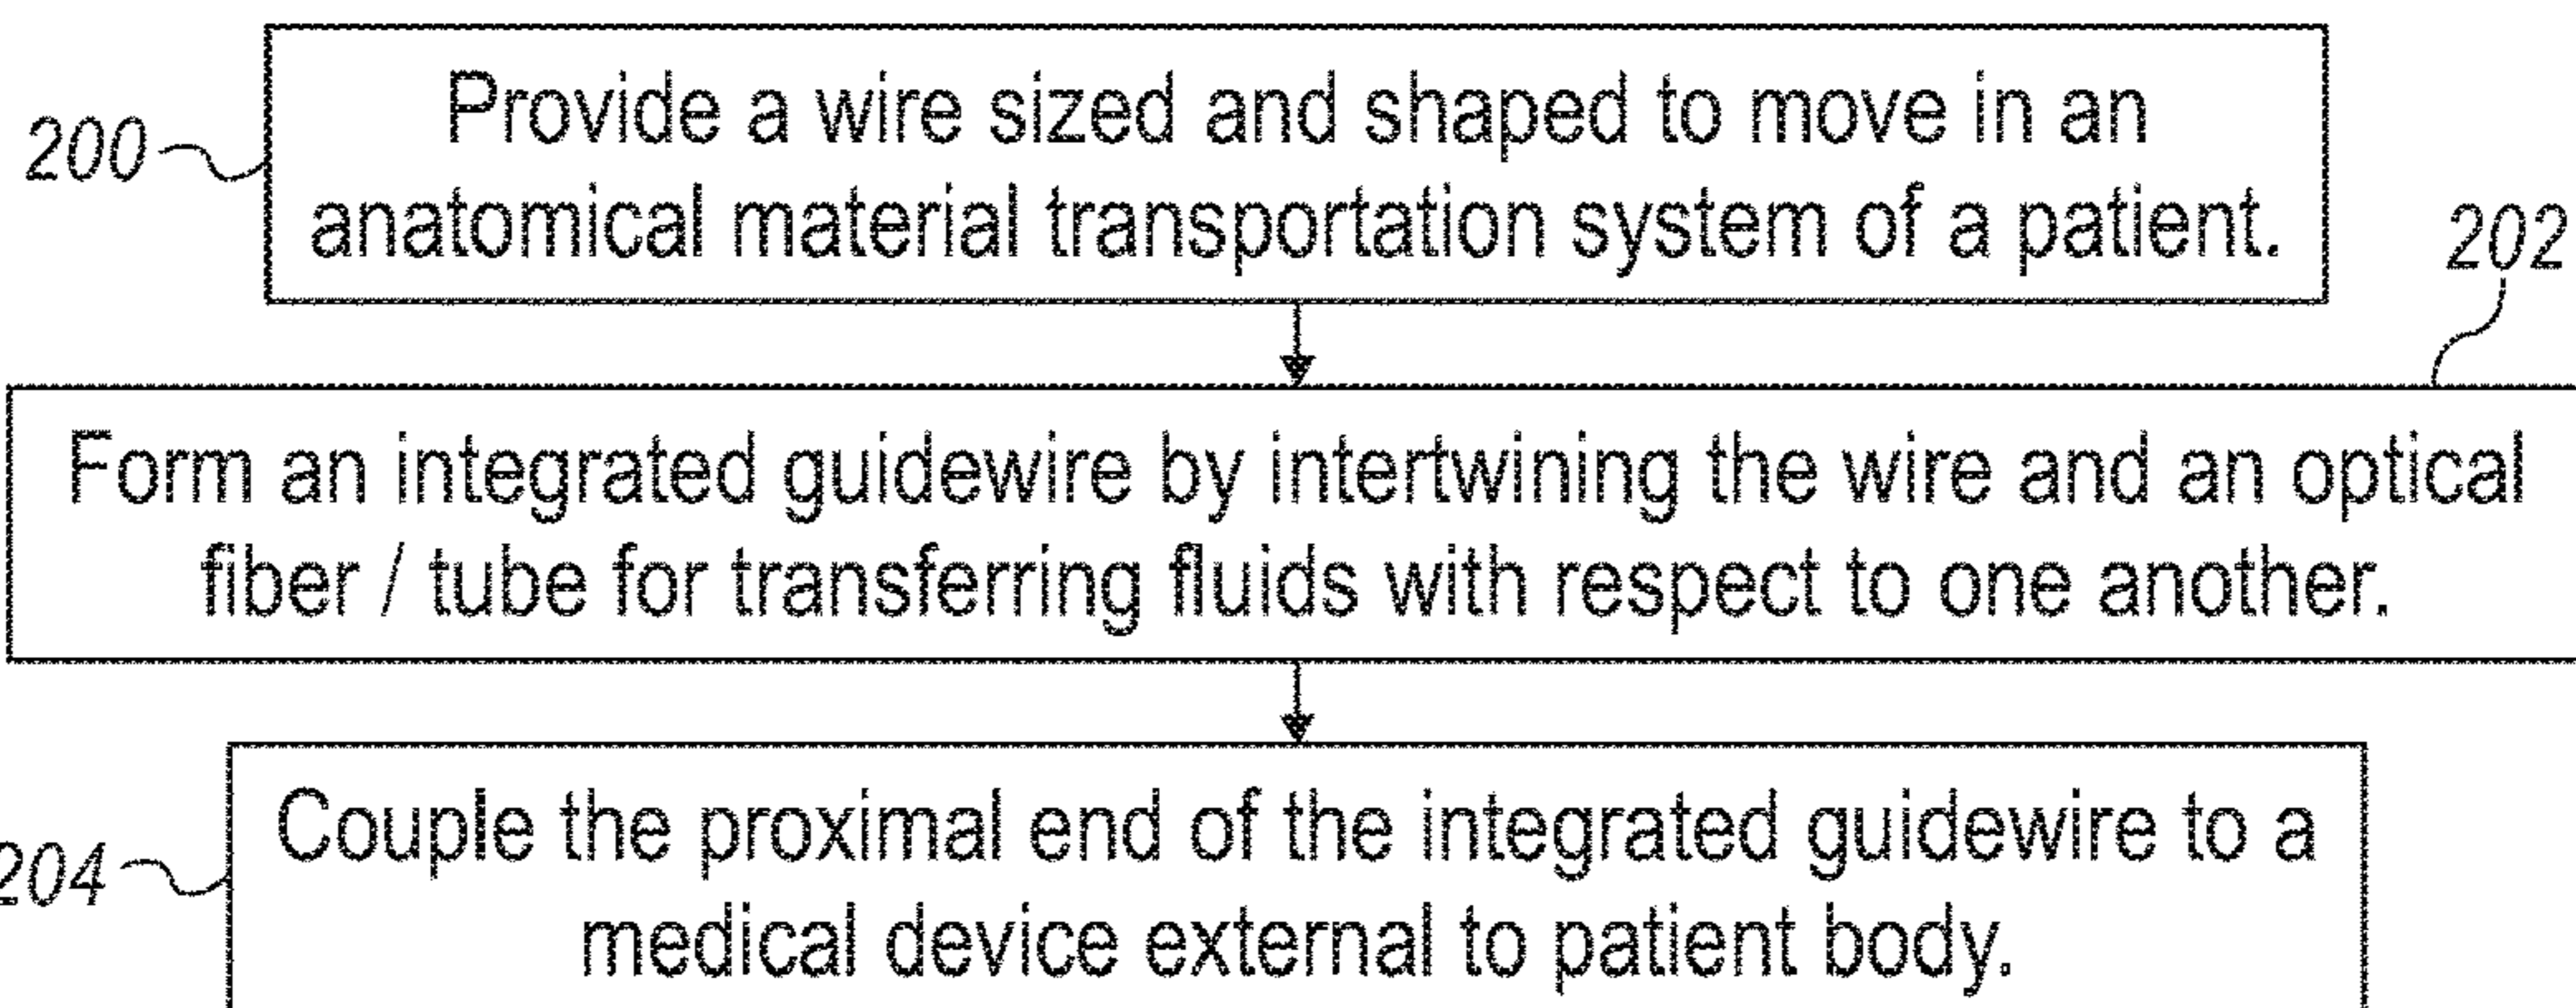 200
Provide a wire sized and shaped to move in an
anatomical material transportation system of a patient.
202
Form an integrated guidewire by intertwining the wire and an optical
fiber / tube for transferring fluids with respect to one another.
204
Couple the proximal end of the integrated guidewire to a
medical device external to patient body.